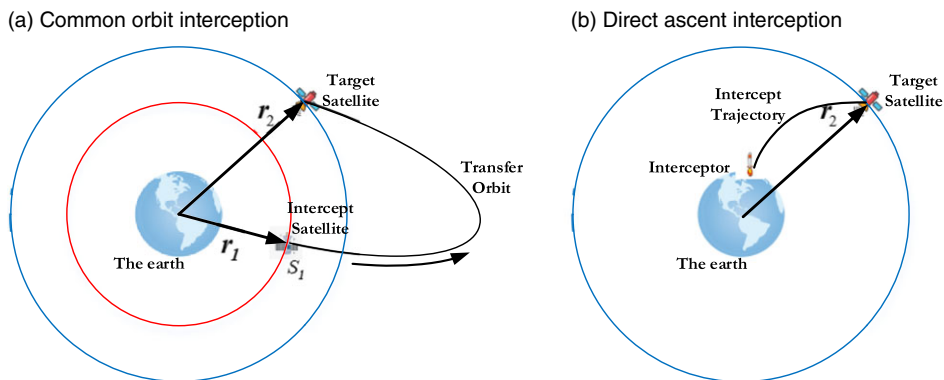 (a) Common orbit interception
(b) Direct ascent interception
Target
Satellite
r2
Transfer
Orbit
Intercept
Satellite
r1
The earth
S1
Target
Satellite
Intercept
Trajectory
r2
Interceptor
The earth